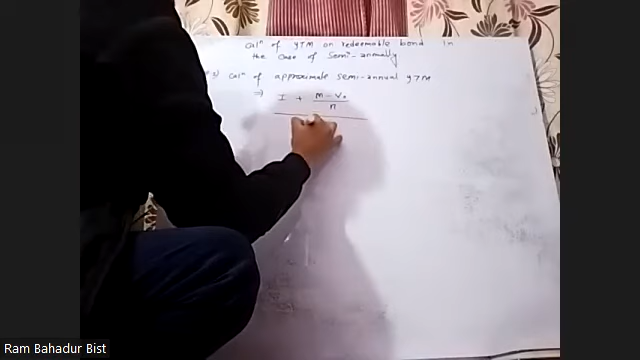 Calⁿ of YTM on redeemable bond in
the case of Semi-annually
Calⁿ of approximate semi-annual YTM
⇒ I + M - V₀
n
Ram Bahadur Bist